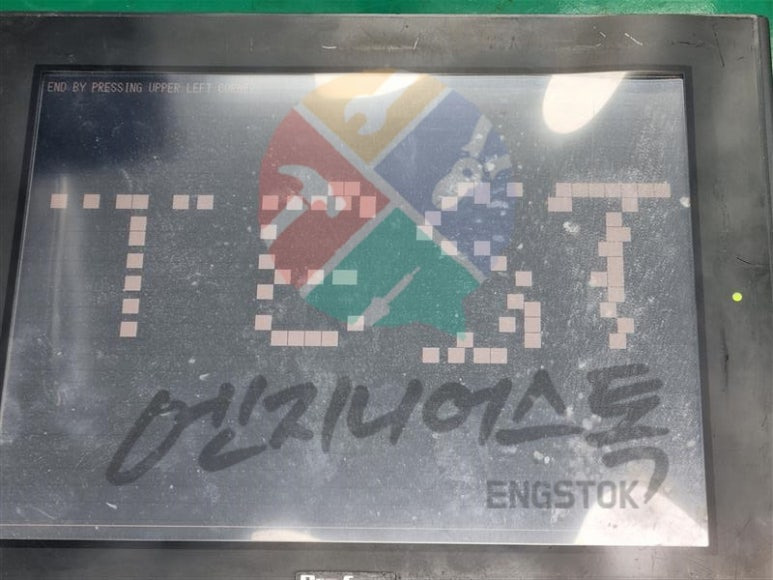 END BY PRESSING UPPER LEFT CORNER
TEST
엔지니어스톡
ENGSTOK